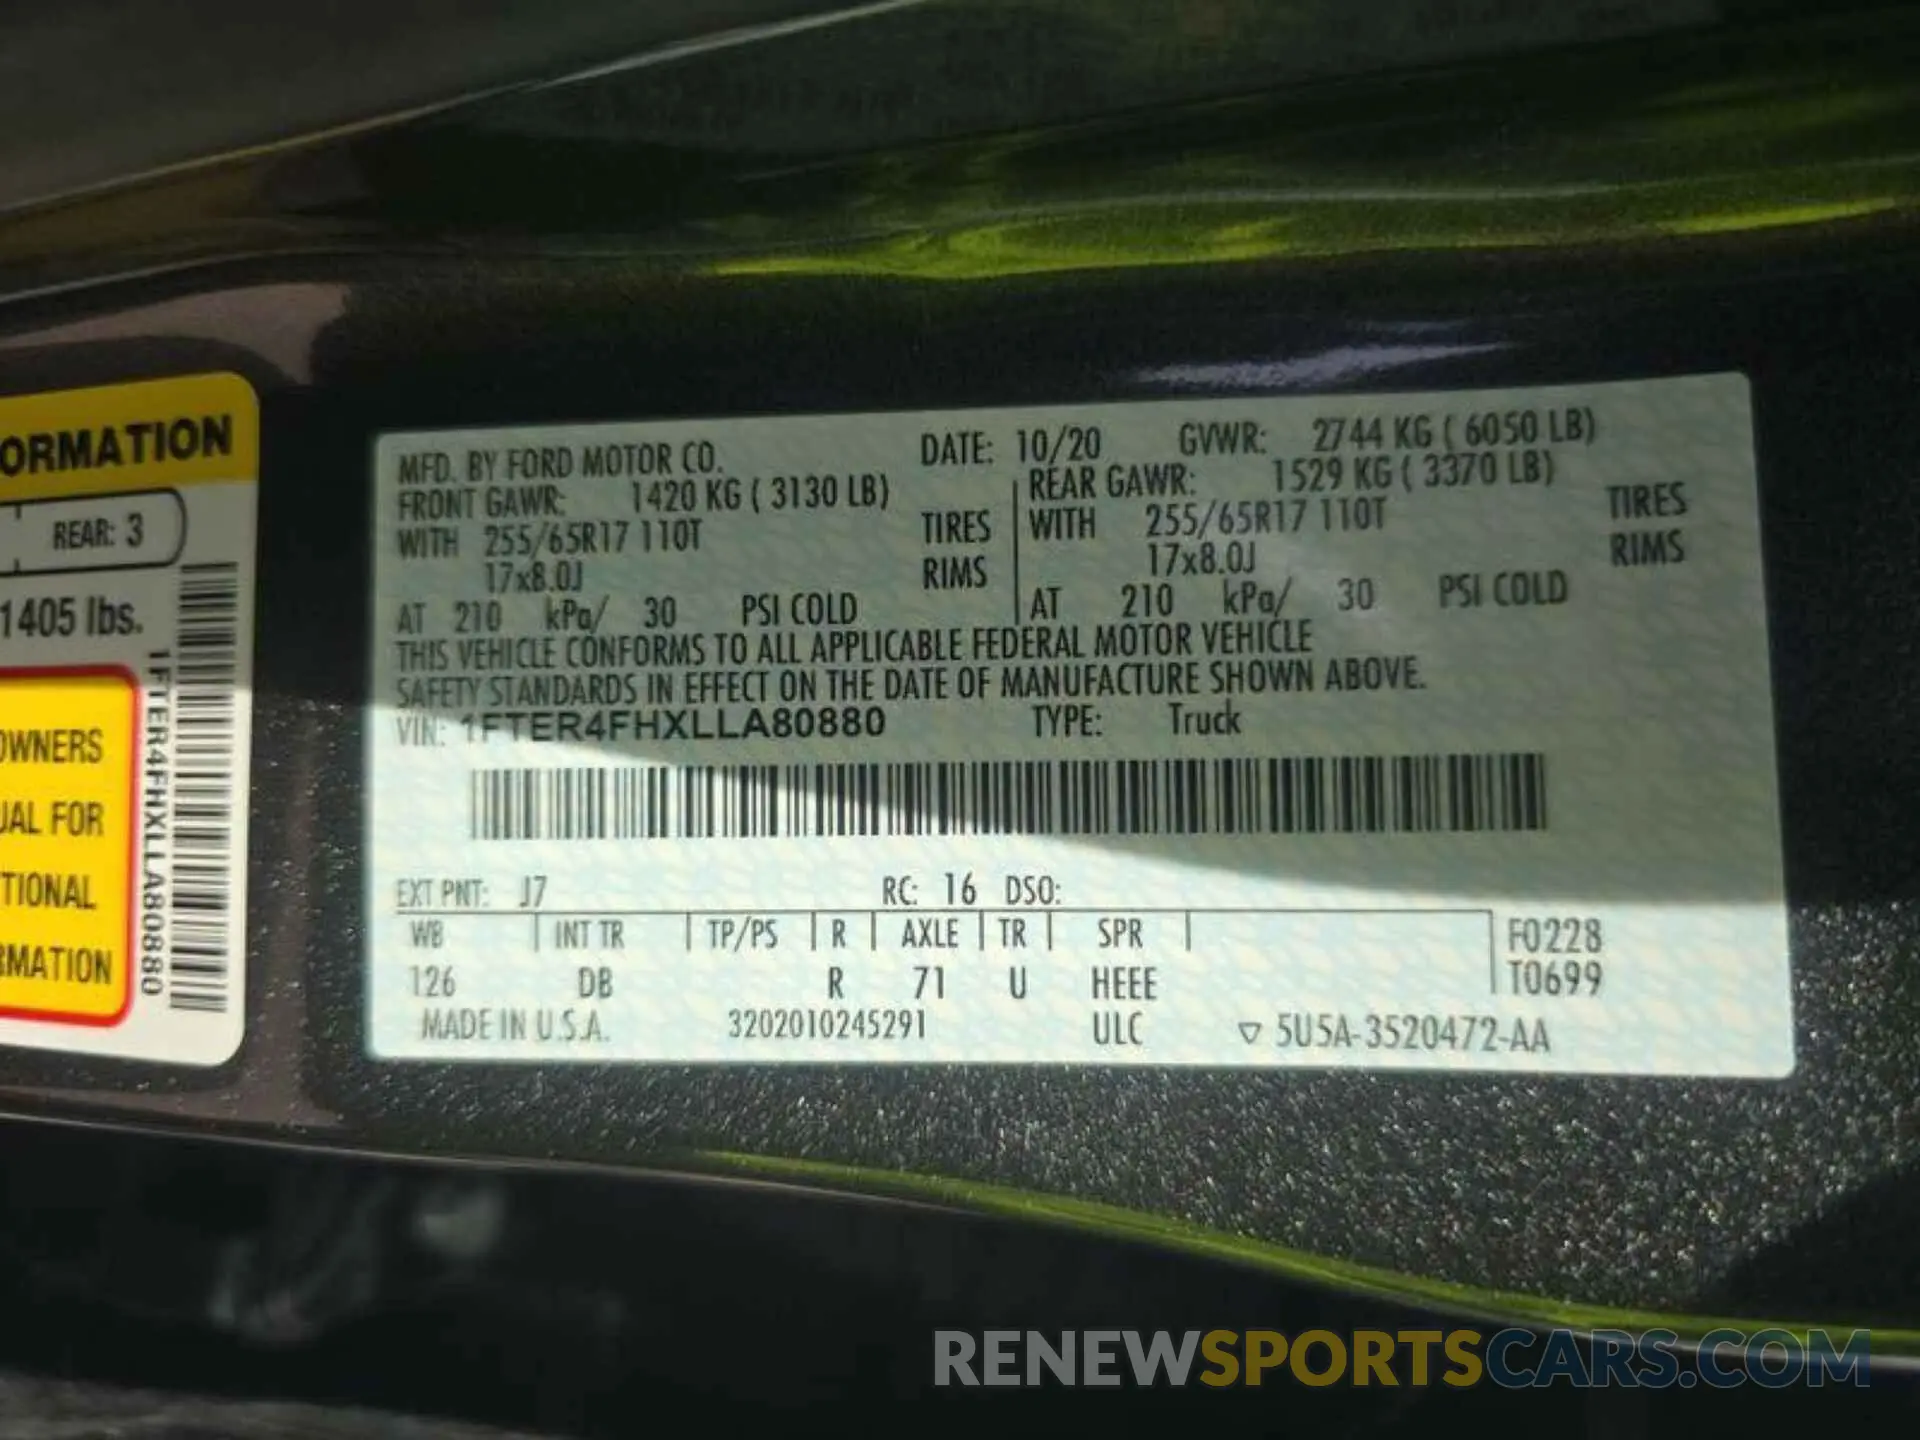 ORMATION
REAR: 3
1405 lbs.
OWNERS
UAL FOR
TIONAL
RMATION
1FTER4FHXLLA80880
MFD. BY FORD MOTOR CO. DATE: 10/20 GVWR: 2744 KG ( 6050 LB)
FRONT GAWR: 1420 KG ( 3130 LB) REAR GAWR: 1529 KG ( 3370 LB)
WITH 255/65R17 110T TIRES WITH 255/65R17 110T TIRES
17x8.0J RIMS 17x8.0J RIMS
AT 210 kPa/ 30 PSI COLD AT 210 kPa/ 30 PSI COLD
THIS VEHICLE CONFORMS TO ALL APPLICABLE FEDERAL MOTOR VEHICLE
SAFETY STANDARDS IN EFFECT ON THE DATE OF MANUFACTURE SHOWN ABOVE.
VIN: 1FTER4FHXLLA80880 TYPE: Truck
EXT PNT: J7 RC: 16 DSO:
WB INT TR TP/PS R AXLE TR SPR F0228
126 DB R 71 U HEEE T0699
MADE IN U.S.A. 3202010245291 ULC ▽ 5U5A-3520472-AA
RENEWSPORTSCARS.COM